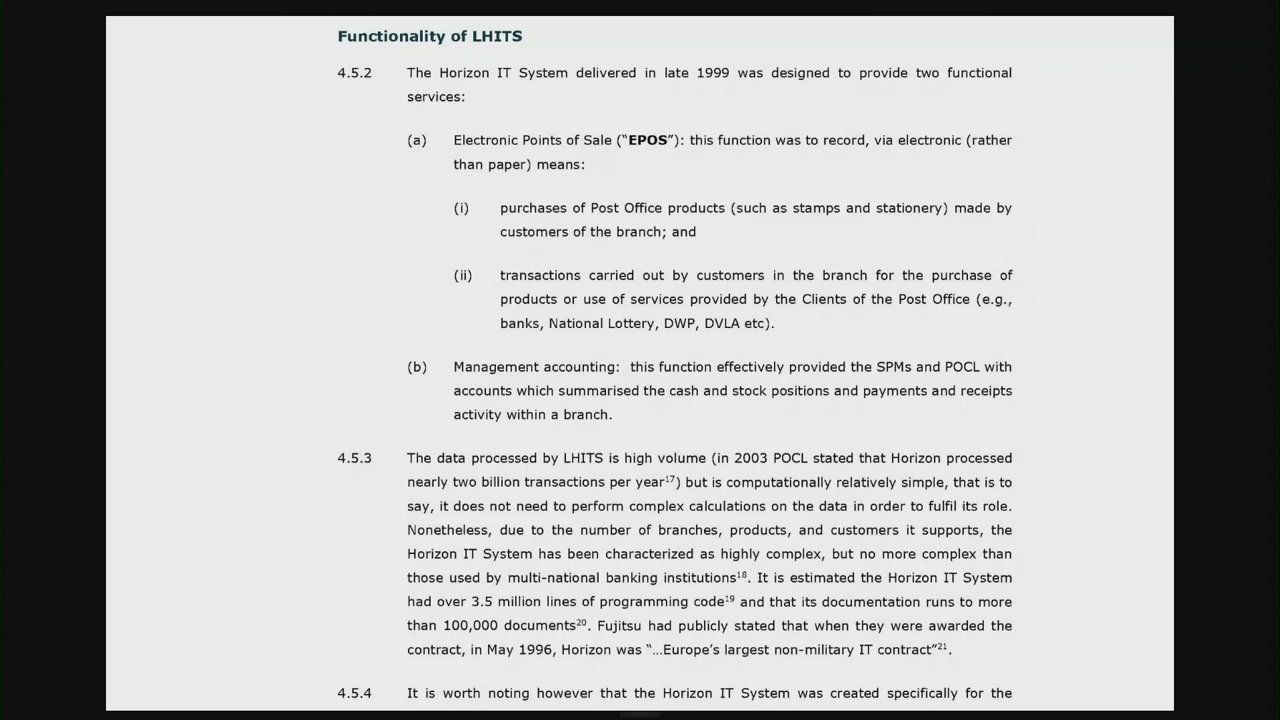 Functionality of LHITS
4.5.2 The Horizon IT System delivered in late 1999 was designed to provide two functional
services:
(a) Electronic Points of Sale (“EPOS”): this function was to record, via electronic (rather
than paper) means:
(i) purchases of Post Office products (such as stamps and stationery) made by
customers of the branch; and
(ii) transactions carried out by customers in the branch for the purchase of
products or use of services provided by the Clients of the Post Office (e.g.,
banks, National Lottery, DWP, DVLA etc).
(b) Management accounting: this function effectively provided the SPMs and POCL with
accounts which summarised the cash and stock positions and payments and receipts
activity within a branch.
4.5.3 The data processed by LHITS is high volume (in 2003 POCL stated that Horizon processed
nearly two billion transactions per year17) but is computationally relatively simple, that is to
say, it does not need to perform complex calculations on the data in order to fulfil its role.
Nonetheless, due to the number of branches, products, and customers it supports, the
Horizon IT System has been characterized as highly complex, but no more complex than
those used by multi-national banking institutions18. It is estimated the Horizon IT System
had over 3.5 million lines of programming code19 and that its documentation runs to more
than 100,000 documents20. Fujitsu had publicly stated that when they were awarded the
contract, in May 1996, Horizon was “…Europe’s largest non-military IT contract”21.
4.5.4 It is worth noting however that the Horizon IT System was created specifically for the